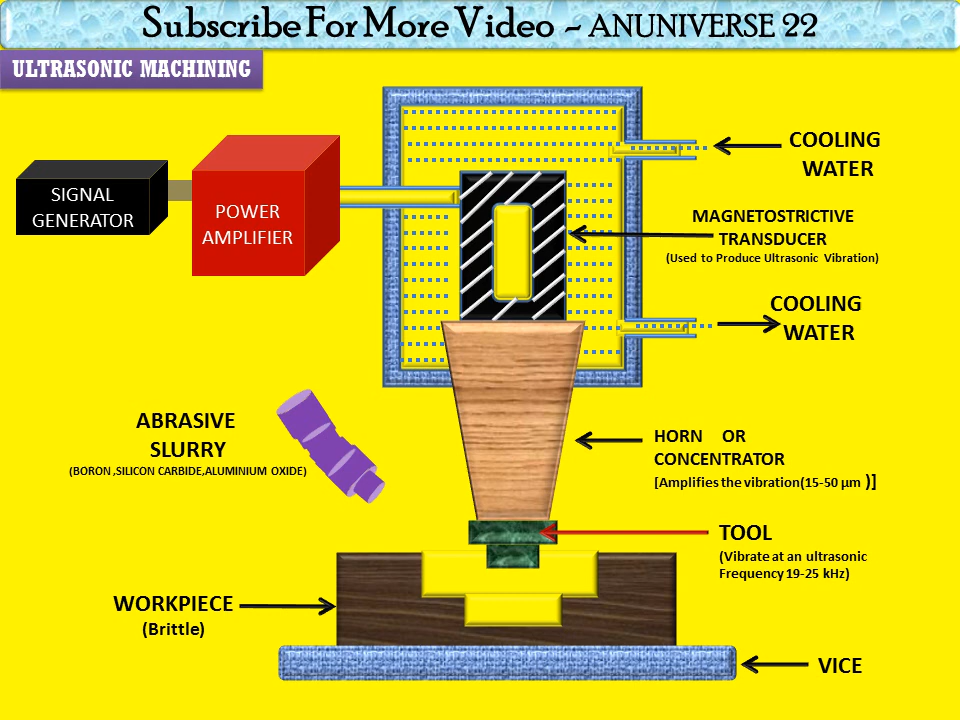 Subscribe For More Video - ANUNIVERSE 22
ULTRASONIC MACHINING
COOLING
WATER
SIGNAL
GENERATOR
POWER
AMPLIFIER
MAGNETOSTRICTIVE
TRANSDUCER
(Used to Produce Ultrasonic Vibration)
COOLING
WATER
ABRASIVE
SLURRY
(BORON ,SILICON CARBIDE,ALUMINIUM OXIDE)
HORN OR
CONCENTRATOR
[Amplifies the vibration(15-50 µm )]
TOOL
(Vibrate at an ultrasonic
Frequency 19-25 kHz)
WORKPIECE
(Brittle)
VICE